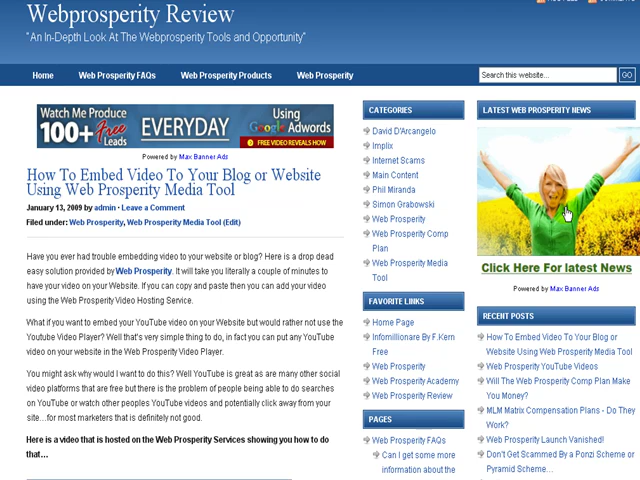 Webprosperity Review
"An In-Depth Look At The Webprosperity Tools and Opportunity"
Home Web Prosperity FAQs Web Prosperity Products Web Prosperity
Search this website... GO
Watch Me Produce
100+ Free
Leads
EVERYDAY
Using
Google Adwords
FREE VIDEO REVEALS HOW
Powered by Max Banner Ads
How To Embed Video To Your Blog or Website
Using Web Prosperity Media Tool
January 13, 2009 by admin · Leave a Comment
Filed under: Web Prosperity, Web Prosperity Media Tool (Edit)
Have you ever had trouble embedding video to your website or blog? Here is a drop dead
easy solution provided by Web Prosperity. It will take you literally a couple of minutes to
have your video on your Website. If you can copy and paste then you can add your video
using the Web Prosperity Video Hosting Service.
What if you want to embed your YouTube video on your Website but would rather not use the
Youtube Video Player? Well that's very simple thing to do, in fact you can put any YouTube
video on your website in the Web Prosperity Video Player.
You might ask why would I want to do this? Well YouTube is great as are many other social
video platforms that are free but there is the problem of people being able to do searches
on YouTube or watch other peoples YouTube videos and potentially click away from your
site...for most marketers that is definitely not good.
Here is a video that is hosted on the Web Prosperity Services showing you how to do
that...
CATEGORIES
David D'Arcangelo
Implix
Internet Scams
Main Content
Phil Miranda
Simon Grabowski
Web Prosperity
Web Prosperity Comp
Plan
Web Prosperity Media
Tool
FAVORITE LINKS
Home Page
Infomillionaire By F.Kern
Free
Web Prosperity
Web Prosperity Academy
Web Prosperity Review
PAGES
Web Prosperity FAQs
Can I get some more
information about the
LATEST WEB PROSPERITY NEWS
Click Here For latest News
Powered by Max Banner Ads
RECENT POSTS
How To Embed Video To Your Blog or
Website Using Web Prosperity Media Tool
Web Prosperity YouTube Videos
Will The Web Prosperity Comp Plan Make
You Money?
MLM Matrix Compensation Plans - Do They
Work?
Web Prosperity Launch Vanished!
Don't Get Scammed By a Ponzi Scheme or
Pyramid Scheme...